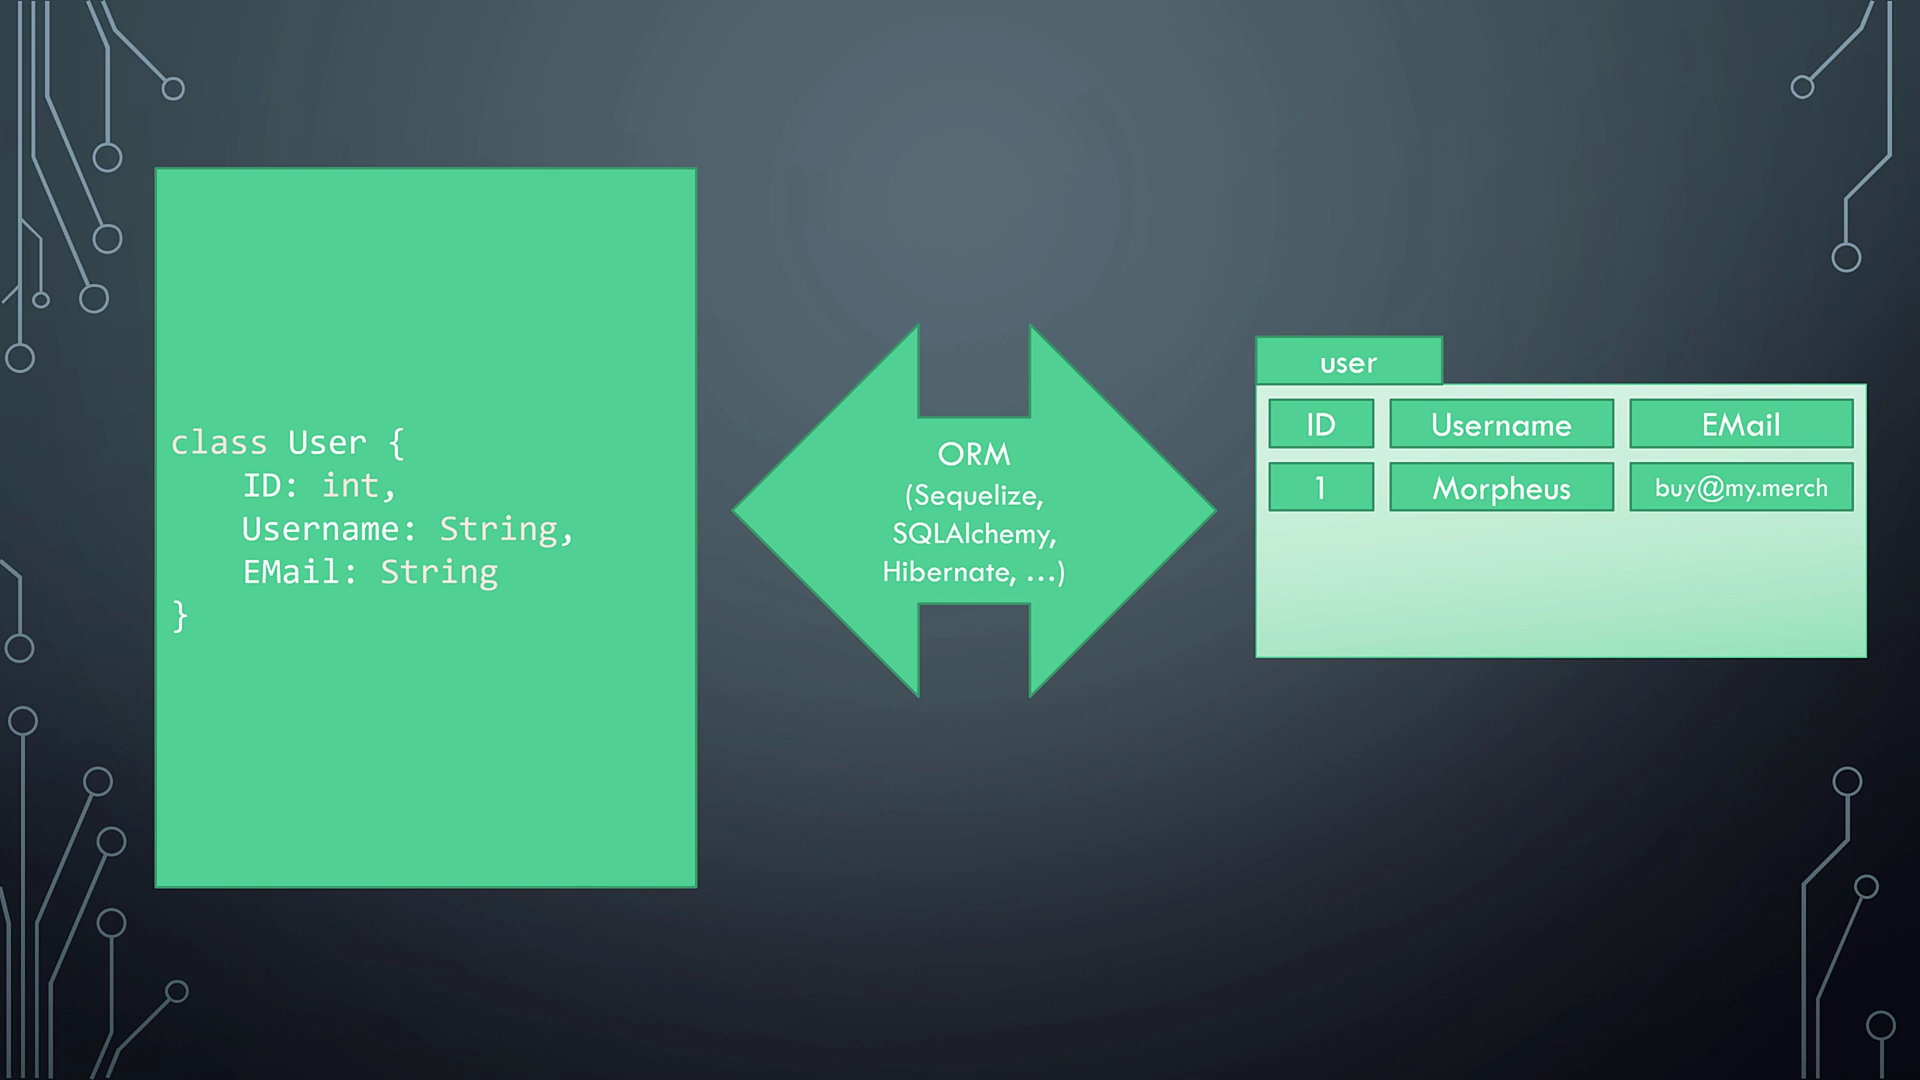 class User {
    ID: int,
    Username: String,
    EMail: String
}
ORM
(Sequelize,
SQLAlchemy,
Hibernate, ...)
user
ID Username EMail
1 Morpheus buy@my.merch